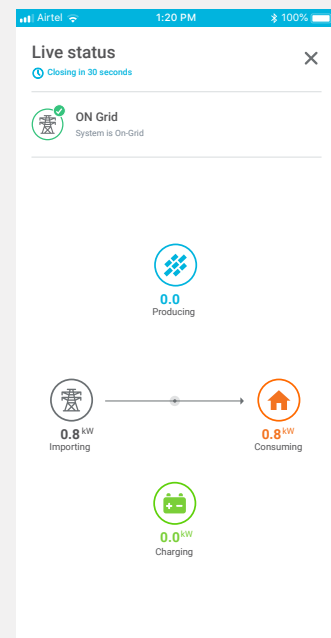 Airtel 1:20 PM 100%
Live status
Closing in 30 seconds
ON Grid
System is On-Grid
0.0
Producing
0.8 kW
Importing
0.8 kW
Consuming
0.0 kW
Charging